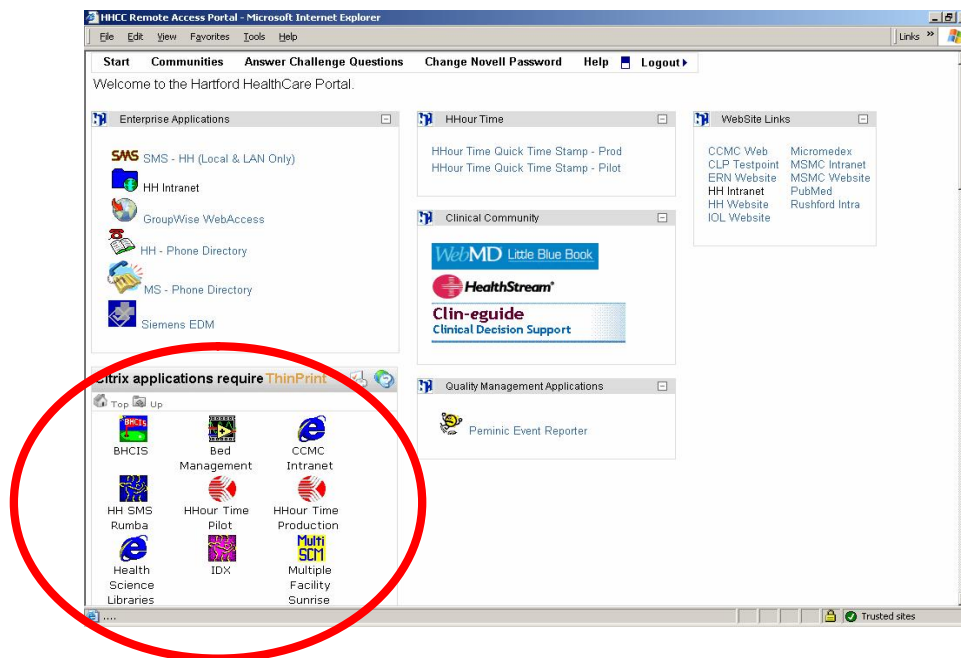 HHCC Remote Access Portal - Microsoft Internet Explorer
File Edit View Favorites Tools Help
Links »
Start Communities Answer Challenge Questions Change Novell Password Help Logout
Welcome to the Hartford HealthCare Portal.
Enterprise Applications
SMS SMS - HH (Local & LAN Only)
HH Intranet
GroupWise WebAccess
HH - Phone Directory
MS - Phone Directory
Siemens EDM
HHour Time
HHour Time Quick Time Stamp - Prod
HHour Time Quick Time Stamp - Pilot
Clinical Community
WebMD Little Blue Book
HealthStream
Clin-eguide
Clinical Decision Support
Quality Management Applications
Peminic Event Reporter
WebSite Links
CCMC Web
CLP Testpoint
ERN Website
HH Intranet
HH Website
IOL Website
Micromedex
MSMC Intranet
MSMC Website
PubMed
Rushford Intra
Citrix applications require ThinPrint
Top Up
BHCIS
BHCIS
Bed
Management
CCMC
Intranet
HH SMS
Rumba
HHour Time
Pilot
HHour Time
Production
Health
Science
Libraries
IDX
Multi
SCM
Multiple
Facility
Sunrise
....
Trusted sites